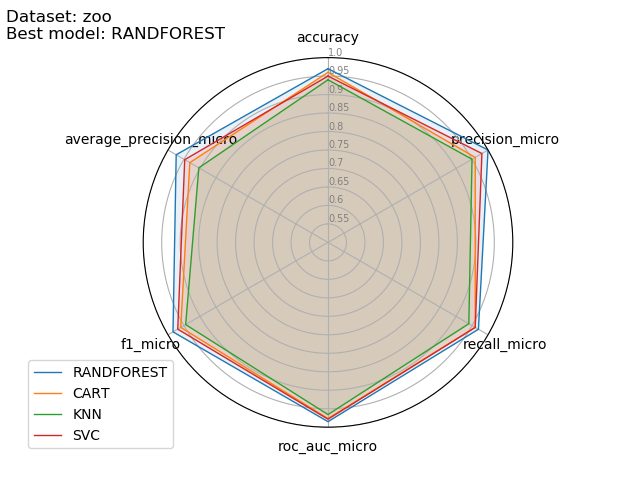 Dataset: zoo
Best model: RANDFOREST
accuracy
1.0
0.95
0.9
0.85
0.8
0.75
0.7
0.65
0.6
0.55
average_precision_micro
precision_micro
f1_micro
recall_micro
roc_auc_micro
RANDFOREST
CART
KNN
SVC